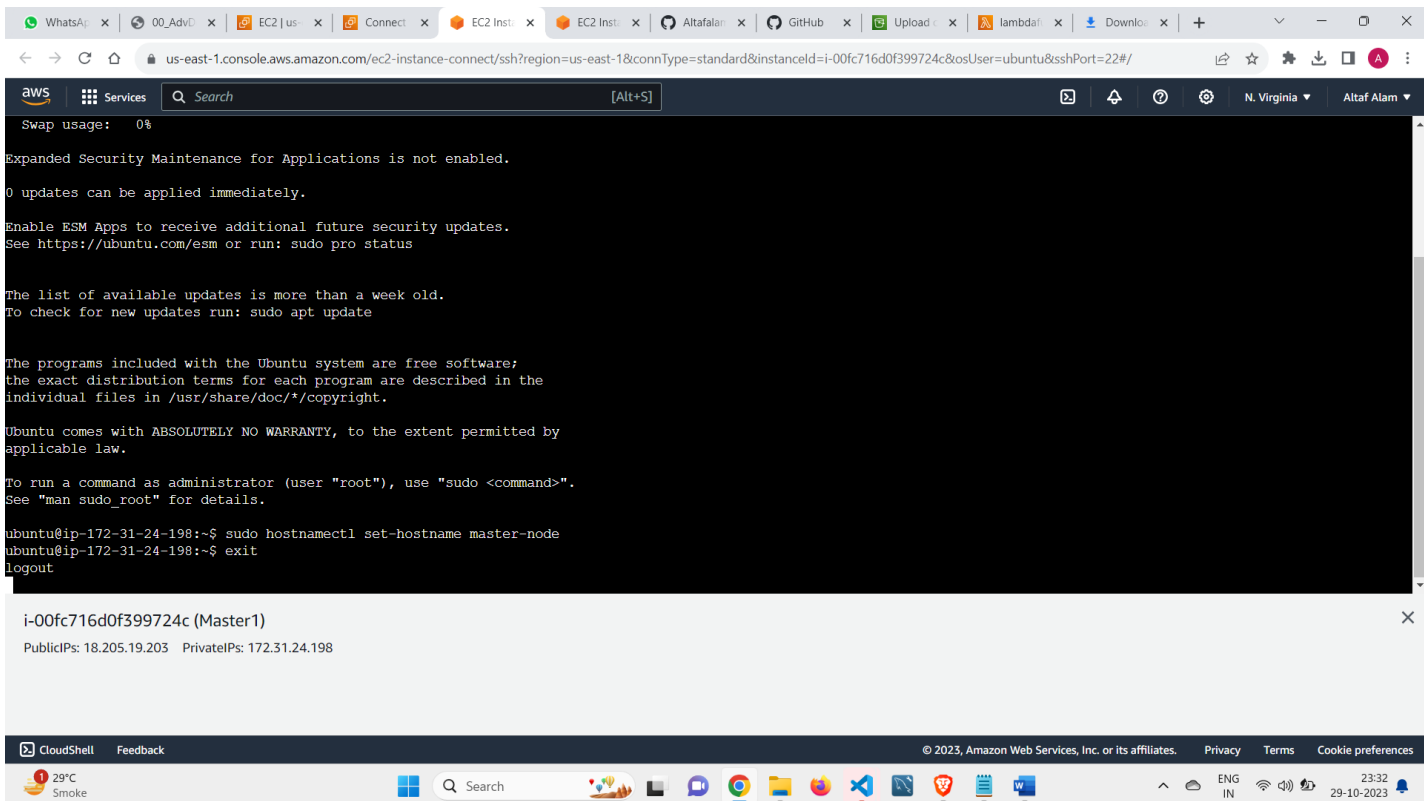 WhatsAp
00_AdvD
EC2 | us-
Connect
EC2 Inst
EC2 Inst
Altafalan
GitHub
Upload
lambdaf
Downloa
us-east-1.console.aws.amazon.com/ec2-instance-connect/ssh?region=us-east-1&connType=standard&instanceId=i-00fc716d0f399724c&osUser=ubuntu&sshPort=22#/
A
aws
Services
Search
[Alt+S]
N. Virginia
Altaf Alam
Swap usage: 0%
Expanded Security Maintenance for Applications is not enabled.
0 updates can be applied immediately.
Enable ESM Apps to receive additional future security updates.
See https://ubuntu.com/esm or run: sudo pro status
The list of available updates is more than a week old.
To check for new updates run: sudo apt update
The programs included with the Ubuntu system are free software;
the exact distribution terms for each program are described in the
individual files in /usr/share/doc/*/copyright.
Ubuntu comes with ABSOLUTELY NO WARRANTY, to the extent permitted by
applicable law.
To run a command as administrator (user "root"), use "sudo <command>".
See "man sudo_root" for details.
ubuntu@ip-172-31-24-198:~$ sudo hostnamectl set-hostname master-node
ubuntu@ip-172-31-24-198:~$ exit
logout
i-00fc716d0f399724c (Master1)
PublicIPs: 18.205.19.203 PrivateIPs: 172.31.24.198
CloudShell
Feedback
© 2023, Amazon Web Services, Inc. or its affiliates.
Privacy
Terms
Cookie preferences
1
29°C
Smoke
Search
ENG
IN
23:32
29-10-2023